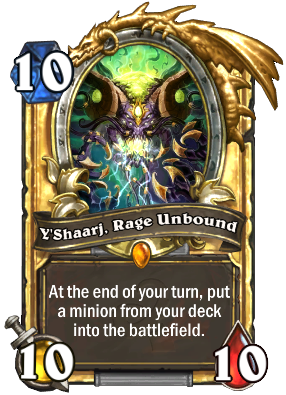 10
Y'Shaarj, Rage Unbound
At the end of your turn, put
a minion from your deck
into the battlefield.
10
10